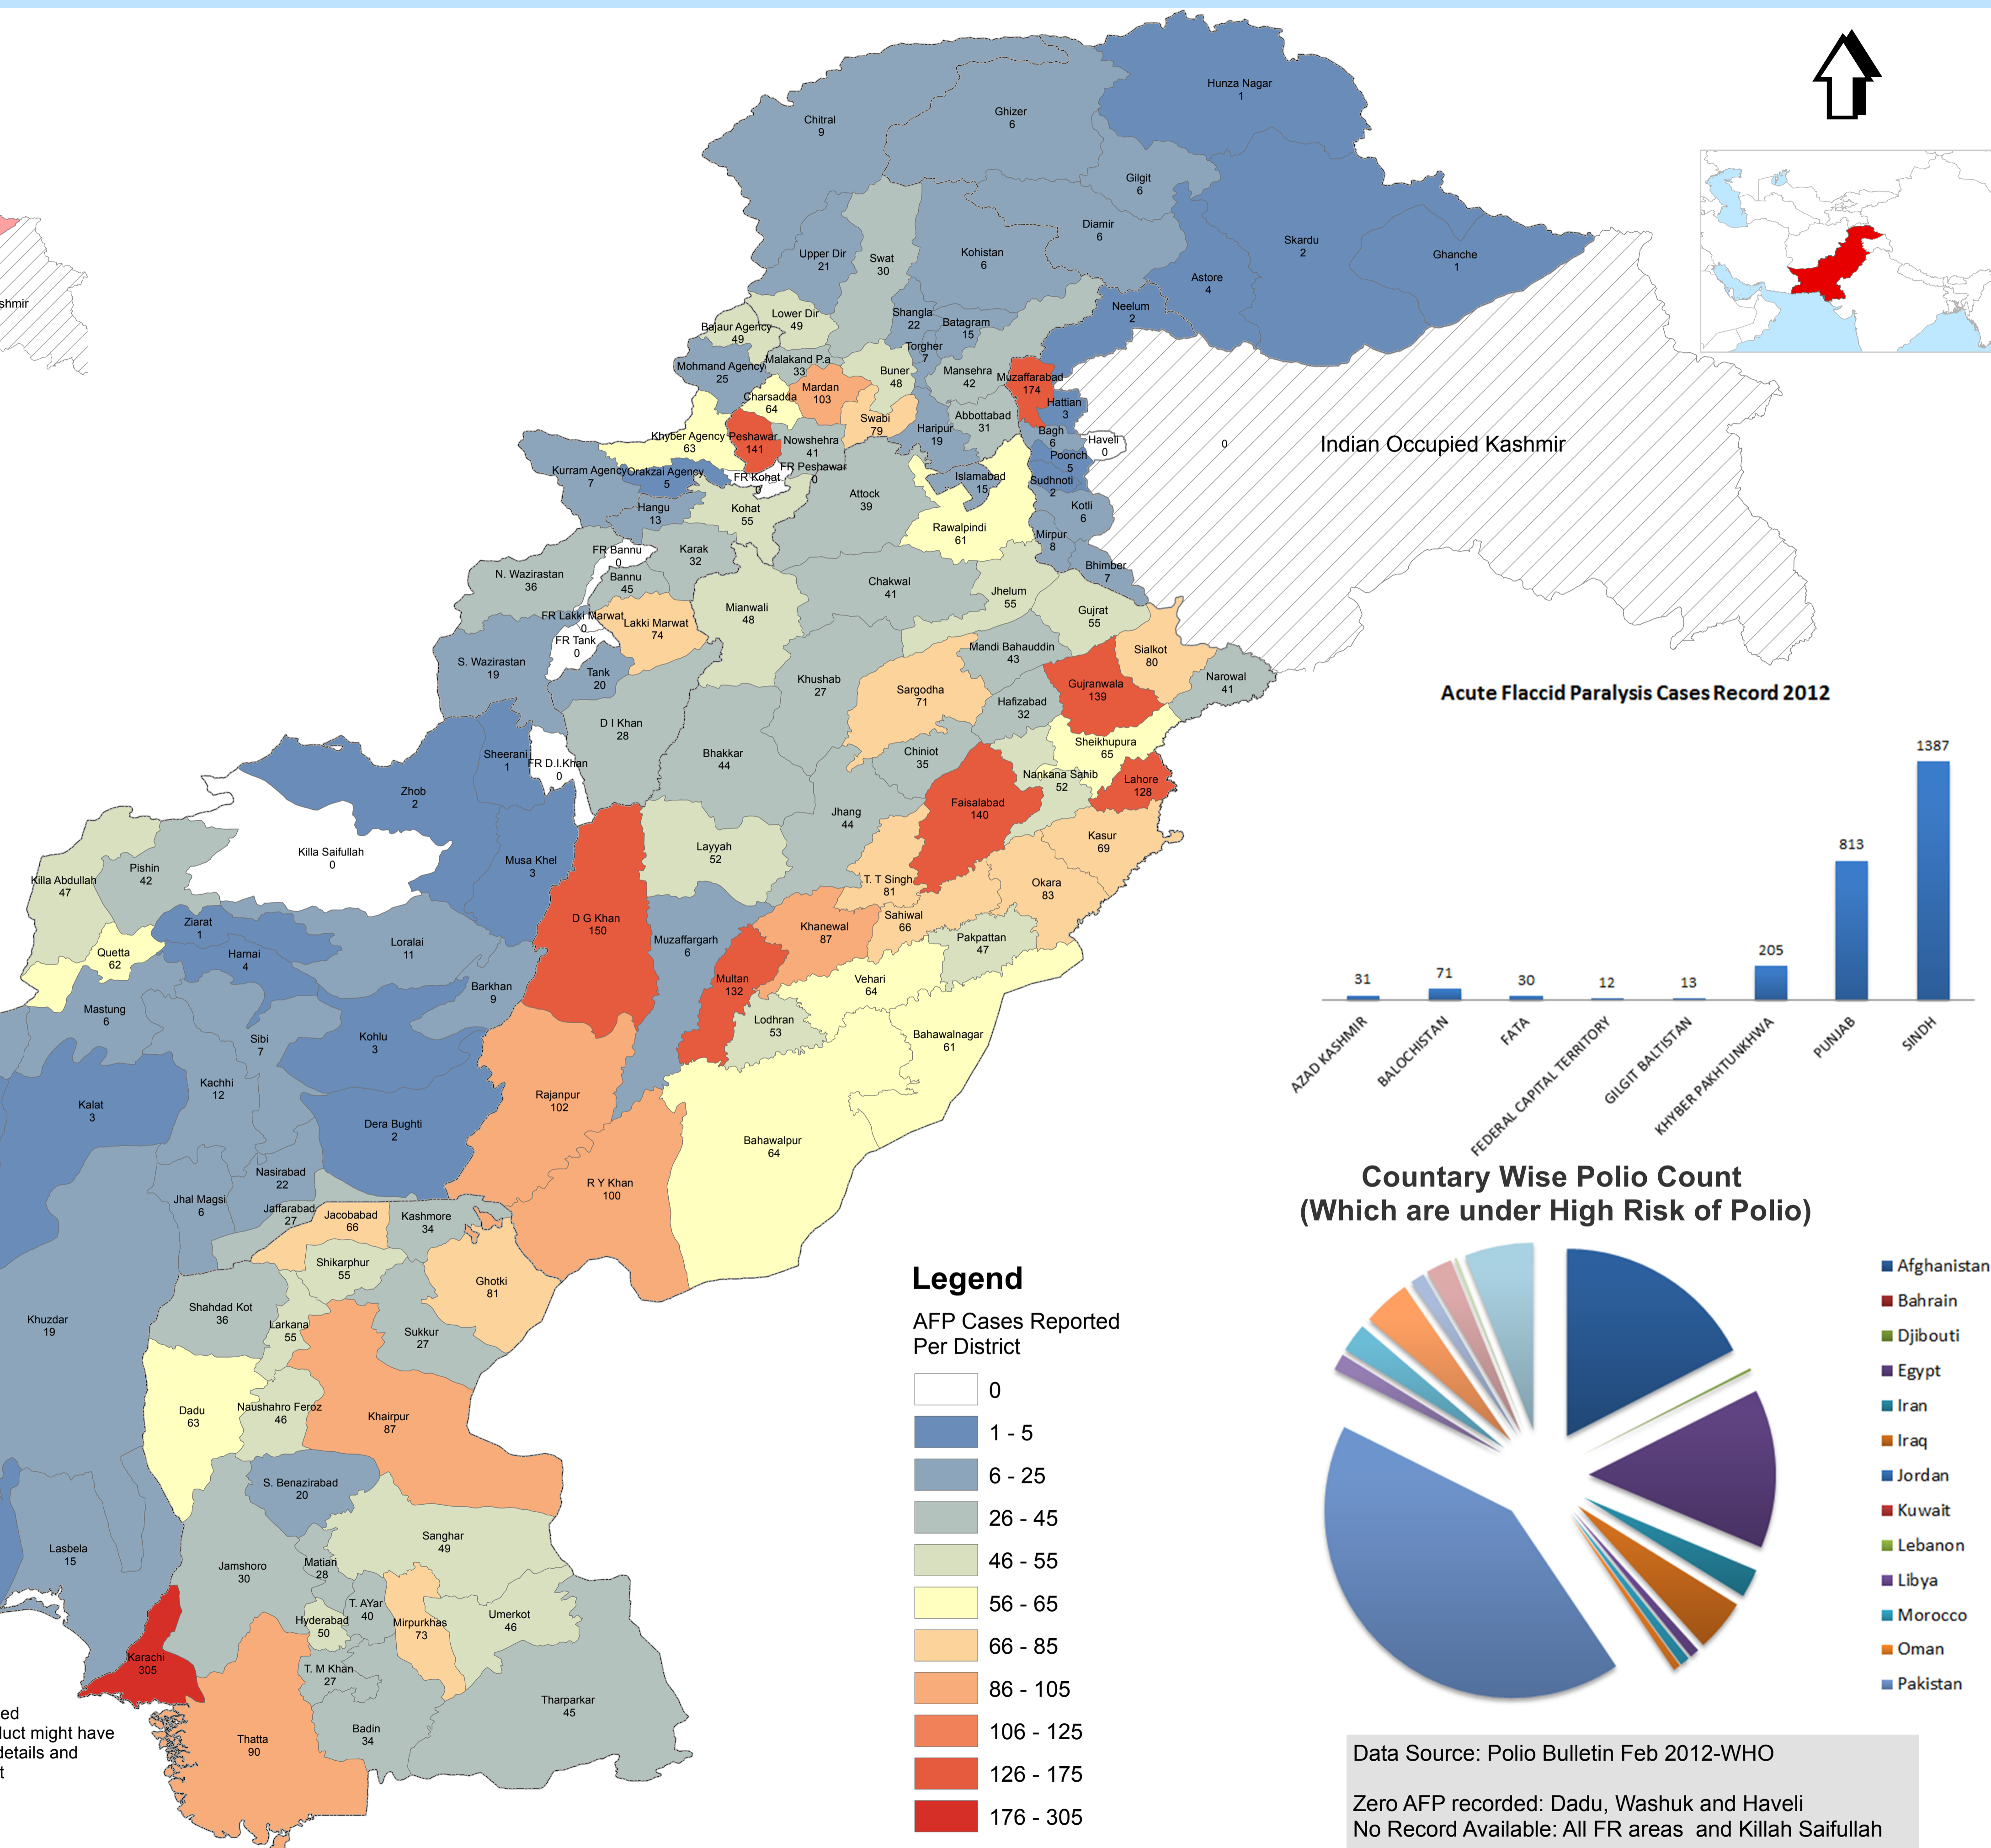 Hunza Nagar
1
Chitral
9
Ghizer
6
Gilgit
6
Diamir
6
Skardu
2
Ghanche
1
Astore
4
Upper Dir
21
Swat
30
Kohistan
6
Neelum
2
shmir
Lower Dir
49
Bajaur Agency
49
Shangla
22
Batagram
15
Torgher
7
Mohmand Agency
25
Malakand P.a
33
Buner
48
Mansehra
42
Muzaffarabad
174
Mardan
103
Charsadda
64
Hattian
3
Swabi
79
Abbottabad
31
Haripur
19
Bagh
6
Haveli
0
0
Indian Occupied Kashmir
Khyber Agency
63
Peshawar
141
Nowshehra
41
Poonch
5
FR Peshawar
0
FR Kohat
0
Kurram Agency
7
Orakzai Agency
5
Islamabad
15
Sudhnoti
2
Attock
39
Hangu
13
Kohat
55
Kotli
6
Rawalpindi
61
Mirpur
8
FR Bannu
0
Karak
32
Bhimber
7
N. Wazirastan
36
Bannu
45
Chakwal
41
Jhelum
55
Mianwali
48
Gujrat
55
FR Lakki Marwat
0
Lakki Marwat
74
FR Tank
0
Mandi Bahauddin
43
Sialkot
80
S. Wazirastan
19
Tank
20
Khushab
27
Sargodha
71
Gujranwala
139
Narowal
41
Hafizabad
32
D I Khan
28
Sheikhupura
65
Sheerani
1
FR D.I.Khan
0
Bhakkar
44
Chiniot
35
Nankana Sahib
52
Lahore
128
Zhob
2
Faisalabad
140
Jhang
44
Kasur
69
Killa Saifullah
0
Musa Khel
3
Layyah
52
Pishin
42
Killa Abdullah
47
T. T Singh
81
Okara
83
D G Khan
150
Ziarat
1
Khanewal
87
Sahiwal
66
Loralai
11
Muzaffargarh
6
Pakpattan
47
Quetta
62
Harnai
4
Multan
132
Vehari
64
Barkhan
9
Mastung
6
Lodhran
53
Bahawalnagar
61
Sibi
7
Kohlu
3
Kachhi
12
Rajanpur
102
Kalat
3
Dera Bughti
2
Bahawalpur
64
Nasirabad
22
R Y Khan
100
Jhal Magsi
6
Jaffarabad
27
Jacobabad
66
Kashmore
34
Shikarphur
55
Ghotki
81
Shahdad Kot
36
Khuzdar
19
Larkana
55
Sukkur
27
Dadu
63
Naushahro Feroz
46
Khairpur
87
S. Benazirabad
20
Sanghar
49
Lasbela
15
Jamshoro
30
Matiari
28
T. AYar
40
Hyderabad
50
Mirpurkhas
73
Umerkot
46
Karachi
305
T. M Khan
27
Tharparkar
45
Badin
34
Thatta
90
ed
duct might have
details and
t
Legend
AFP Cases Reported
Per District
0
1 - 5
6 - 25
26 - 45
46 - 55
56 - 65
66 - 85
86 - 105
106 - 125
126 - 175
176 - 305
Acute Flaccid Paralysis Cases Record 2012
31
71
30
12
13
205
813
1387
AZAD KASHMIR
BALOCHISTAN
FATA
FEDERAL CAPITAL TERRITORY
GILGIT BALTISTAN
KHYBER PAKHTUNKHWA
PUNJAB
SINDH
Countary Wise Polio Count
(Which are under High Risk of Polio)
Afghanistan
Bahrain
Djibouti
Egypt
Iran
Iraq
Jordan
Kuwait
Lebanon
Libya
Morocco
Oman
Pakistan
Data Source: Polio Bulletin Feb 2012-WHO
Zero AFP recorded: Dadu, Washuk and Haveli
No Record Available: All FR areas and Killah Saifullah